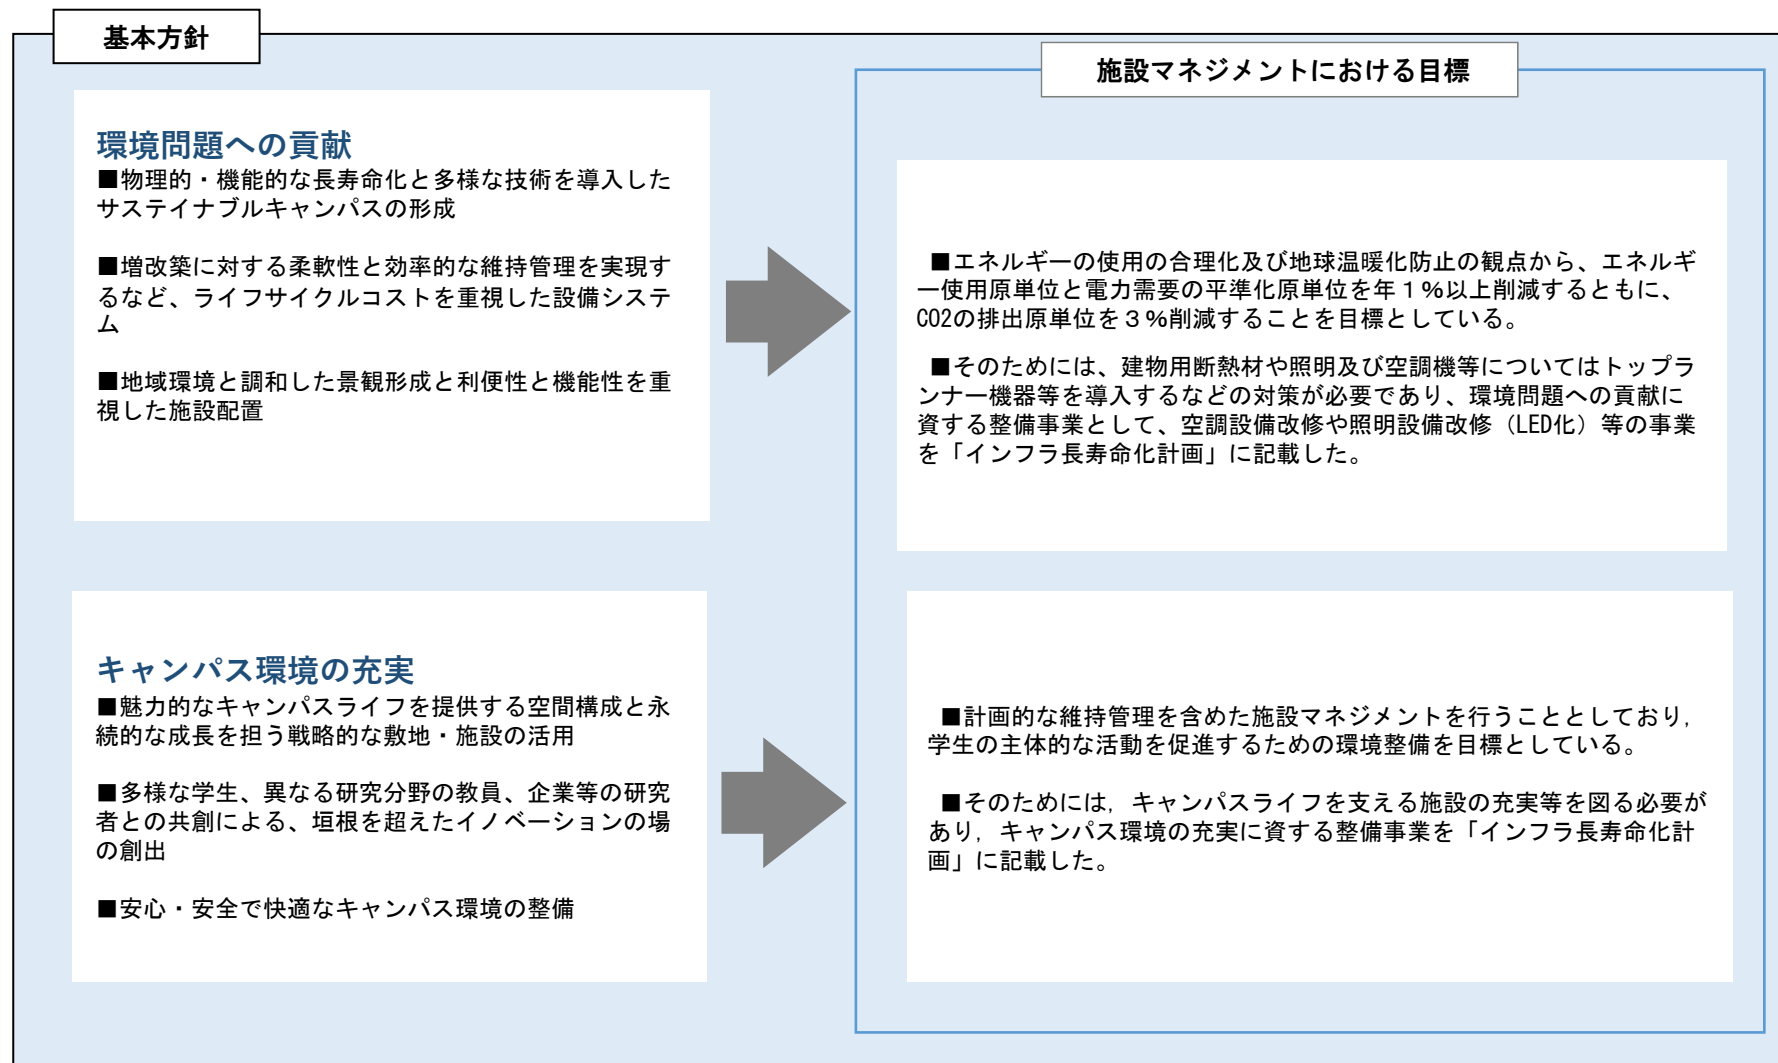 基本方針
環境問題への貢献
■物理的・機能的な長寿命化と多様な技術を導入した
サステイナブルキャンパスの形成
■増改築に対する柔軟性と効率的な維持管理を実現す
るなど、ライフサイクルコストを重視した設備システ
ム
■地域環境と調和した景観形成と利便性と機能性を重
視した施設配置
キャンパス環境の充実
■魅力的なキャンパスライフを提供する空間構成と永
続的な成長を担う戦略的な敷地・施設の活用
■多様な学生、異なる研究分野の教員、企業等の研究
者との共創による、垣根を超えたイノベーションの場
の創出
■安心・安全で快適なキャンパス環境の整備
施設マネジメントにおける目標
■エネルギーの使用の合理化及び地球温暖化防止の観点から、エネルギ
ー使用原単位と電力需要の平準化原単位を年１％以上削減するともに、
CO2の排出原単位を３％削減することを目標としている。
■そのためには、建物用断熱材や照明及び空調機等についてはトップラ
ンナー機器等を導入するなどの対策が必要であり、環境問題への貢献に
資する整備事業として、空調設備改修や照明設備改修（LED化）等の事業
を「インフラ長寿命化計画」に記載した。
■計画的な維持管理を含めた施設マネジメントを行うこととしており，
学生の主体的な活動を促進するための環境整備を目標としている。
■そのためには，キャンパスライフを支える施設の充実等を図る必要が
あり，キャンパス環境の充実に資する整備事業を「インフラ長寿命化計
画」に記載した。